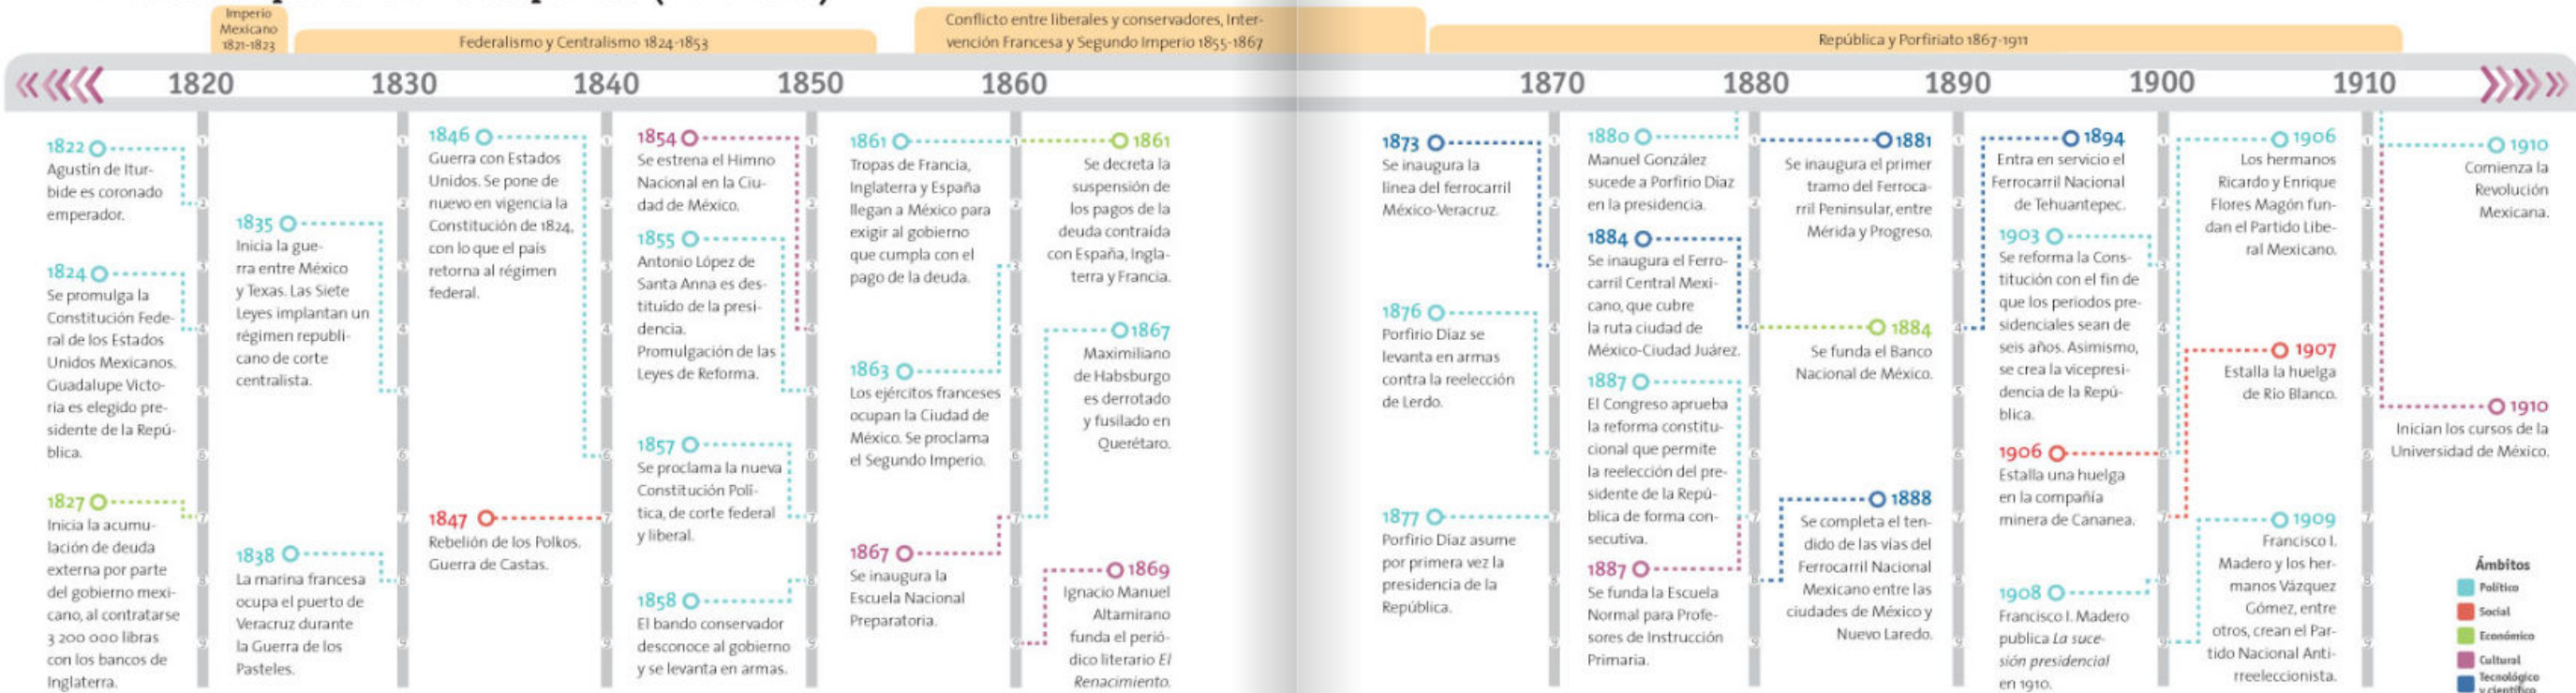 Imperio
Mexicano
1821-1823
Federalismo y Centralismo 1824-1853
Conflicto entre liberales y conservadores, Inter-
vención Francesa y Segundo Imperio 1855-1867
República y Porfiriato 1867-1911
1820
1830
1840
1850
1860
1870
1880
1890
1900
1910
1822
Agustín de Itur-
bide es coronado
emperador.
1824
Se promulga la
Constitución Fede-
ral de los Estados
Unidos Mexicanos.
Guadalupe Victo-
ria es elegido pre-
sidente de la Repú-
blica.
1827
Inicia la acumu-
lación de deuda
externa por parte
del gobierno mexi-
cano, al contratarse
3 200 000 libras
con los bancos de
Inglaterra.
1835
Inicia la gue-
rra entre México
y Texas. Las Siete
Leyes implantan un
régimen republi-
cano de corte
centralista.
1838
La marina francesa
ocupa el puerto de
Veracruz durante
la Guerra de los
Pasteles.
1846
Guerra con Estados
Unidos. Se pone de
nuevo en vigencia la
Constitución de 1824,
con lo que el país
retorna al régimen
federal.
1847
Rebelión de los Polkos.
Guerra de Castas.
1854
Se estrena el Himno
Nacional en la Ciu-
dad de México.
1855
Antonio López de
Santa Anna es des-
tituido de la presi-
dencia.
Promulgación de las
Leyes de Reforma.
1857
Se proclama la nueva
Constitución Polí-
tica, de corte federal
y liberal.
1858
El bando conservador
desconoce al gobierno
y se levanta en armas.
1861
Tropas de Francia,
Inglaterra y España
llegan a México para
exigir al gobierno
que cumpla con el
pago de la deuda.
1863
Los ejércitos franceses
ocupan la Ciudad de
México. Se proclama
el Segundo Imperio.
1867
Se inaugura la
Escuela Nacional
Preparatoria.
1861
Se decreta la
suspensión de
los pagos de la
deuda contraída
con España, Ingla-
terra y Francia.
1867
Maximiliano
de Habsburgo
es derrotado
y fusilado en
Querétaro.
1869
Ignacio Manuel
Altamirano
funda el perió-
dico literario El
Renacimiento.
1873
Se inaugura la
línea del ferrocarril
México-Veracruz.
1876
Porfirio Díaz se
levanta en armas
contra la reelección
de Lerdo.
1877
Porfirio Díaz asume
por primera vez la
presidencia de la
República.
1880
Manuel González
sucede a Porfirio Díaz
en la presidencia.
1884
Se inaugura el Ferro-
carril Central Mexi-
cano, que cubre
la ruta ciudad de
México-Ciudad Juárez.
1887
El Congreso aprueba
la reforma constitu-
cional que permite
la reelección del pre-
sidente de la Repú-
blica de forma con-
secutiva.
1887
Se funda la Escuela
Normal para Profe-
sores de Instrucción
Primaria.
1881
Se inaugura el primer
tramo del Ferroca-
rril Peninsular, entre
Mérida y Progreso.
1884
Se funda el Banco
Nacional de México.
1888
Se completa el ten-
dido de las vías del
Ferrocarril Nacional
Mexicano entre las
ciudades de México y
Nuevo Laredo.
1894
Entra en servicio el
Ferrocarril Nacional
de Tehuantepec.
1903
Se reforma la Cons-
titución con el fin de
que los periodos pre-
sidenciales sean de
seis años. Asimismo,
se crea la vicepresi-
dencia de la Repú-
blica.
1906
Estalla una huelga
en la compañía
minera de Cananea.
1908
Francisco I. Madero
publica La suce-
sión presidencial
en 1910.
1906
Los hermanos
Ricardo y Enrique
Flores Magón fun-
dan el Partido Libe-
ral Mexicano.
1907
Estalla la huelga
de Río Blanco.
1909
Francisco I.
Madero y los her-
manos Vázquez
Gómez, entre
otros, crean el Par-
tido Nacional Anti-
rreeleccionista.
1910
Comienza la
Revolución
Mexicana.
1910
Inician los cursos de la
Universidad de México.
Ámbitos
Político
Social
Económico
Cultural
Tecnológico
y científico